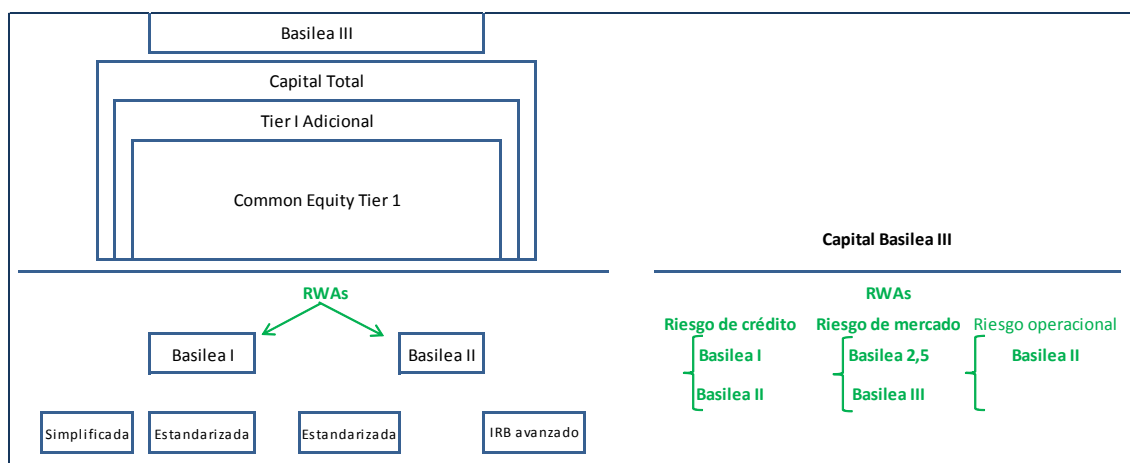 Basilea III
Capital Total
Tier I Adicional
Common Equity Tier 1
RWAs
Basilea I
Basilea II
Simplificada
Estandarizada
Estandarizada
IRB avanzado
Capital Basilea III
RWAs
Riesgo de crédito Riesgo de mercado Riesgo operacional
Basilea I Basilea 2,5 Basilea II
Basilea II Basilea III